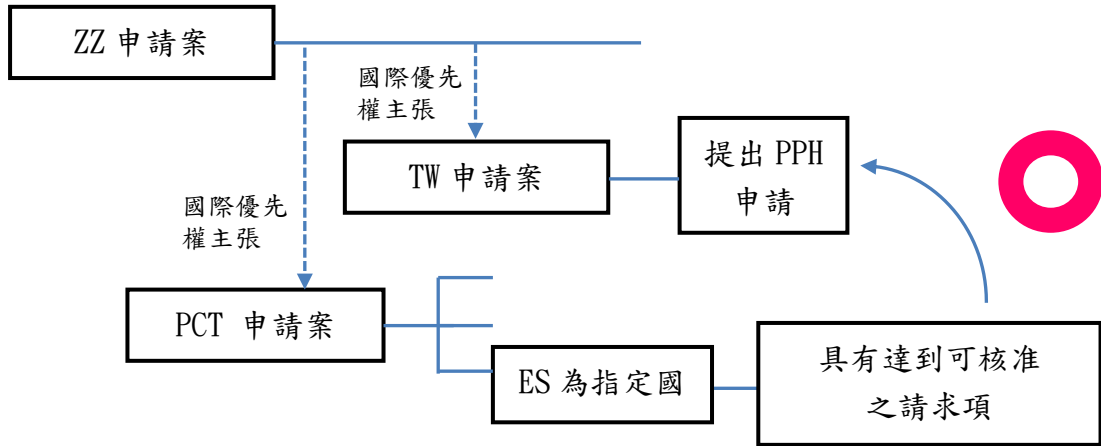 ZZ 申請案
國際優先
權主張
TW 申請案
提出 PPH
申請
國際優先
權主張
PCT 申請案
ES 為指定國
具有達到可核准
之請求項